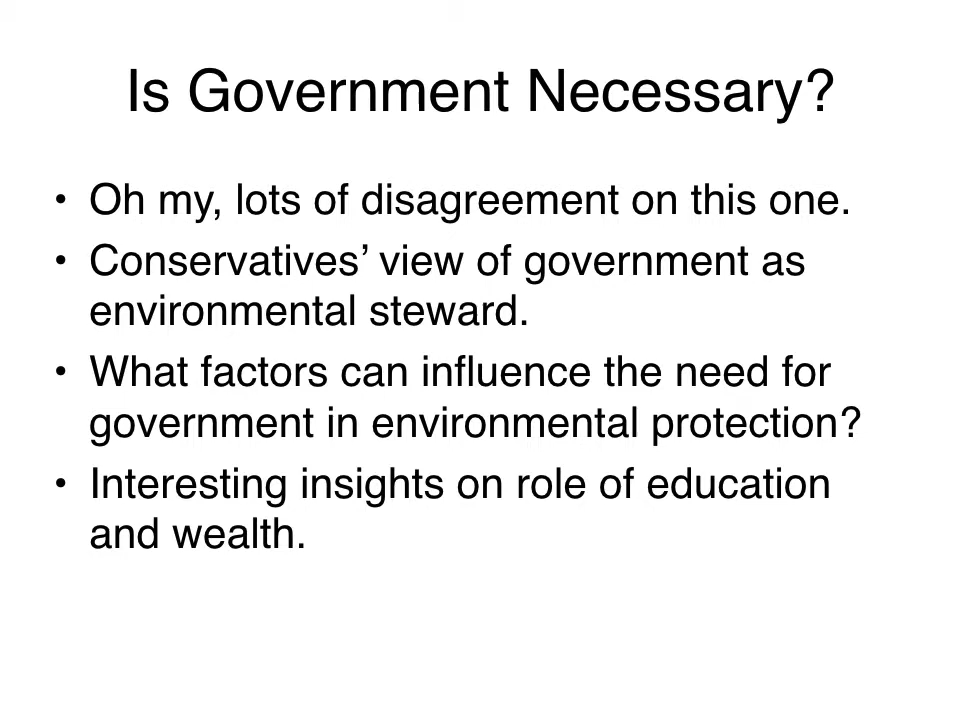 Is Government Necessary?
• Oh my, lots of disagreement on this one.
• Conservatives’ view of government as
environmental steward.
• What factors can influence the need for
government in environmental protection?
• Interesting insights on role of education
and wealth.